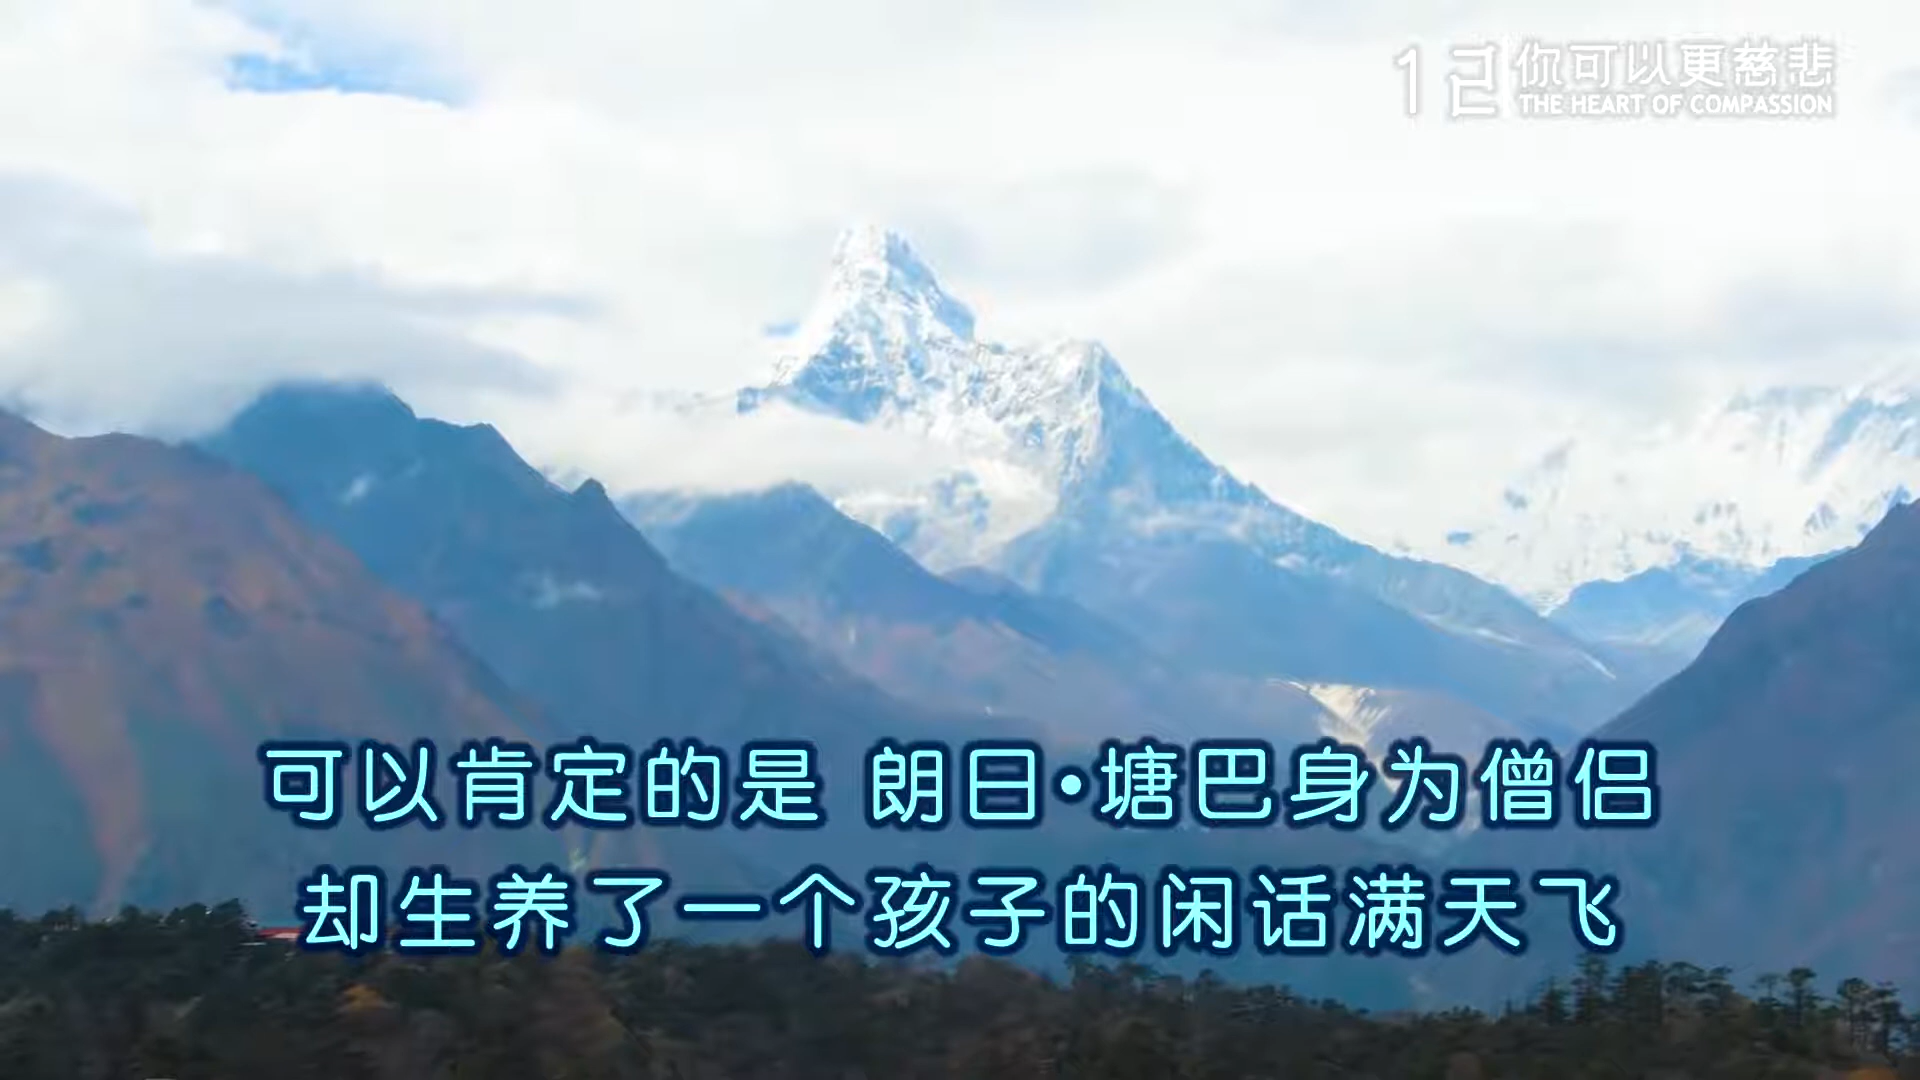 12 你可以更慈悲
THE HEART OF COMPASSION
可以肯定的是 朗日•塘巴身为僧侣
却生养了一个孩子的闲话满天飞